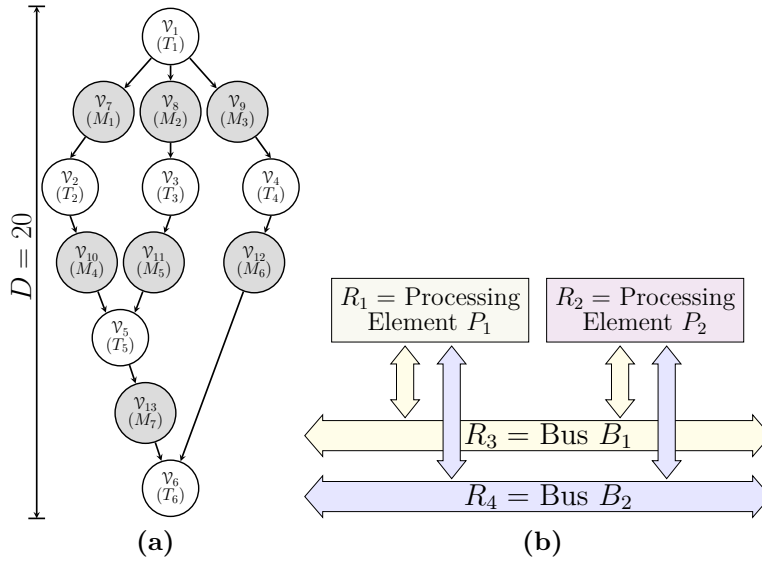 D = 20
𝒱₁
(T₁)
𝒱₇
(M₁)
𝒱₈
(M₂)
𝒱₉
(M₃)
𝒱₂
(T₂)
𝒱₃
(T₃)
𝒱₄
(T₄)
𝒱₁₀
(M₄)
𝒱₁₁
(M₅)
𝒱₁₂
(M₆)
𝒱₅
(T₅)
𝒱₁₃
(M₇)
𝒱₆
(T₆)
(a)
R₁ = Processing
Element P₁
R₂ = Processing
Element P₂
R₃ = Bus B₁
R₄ = Bus B₂
(b)